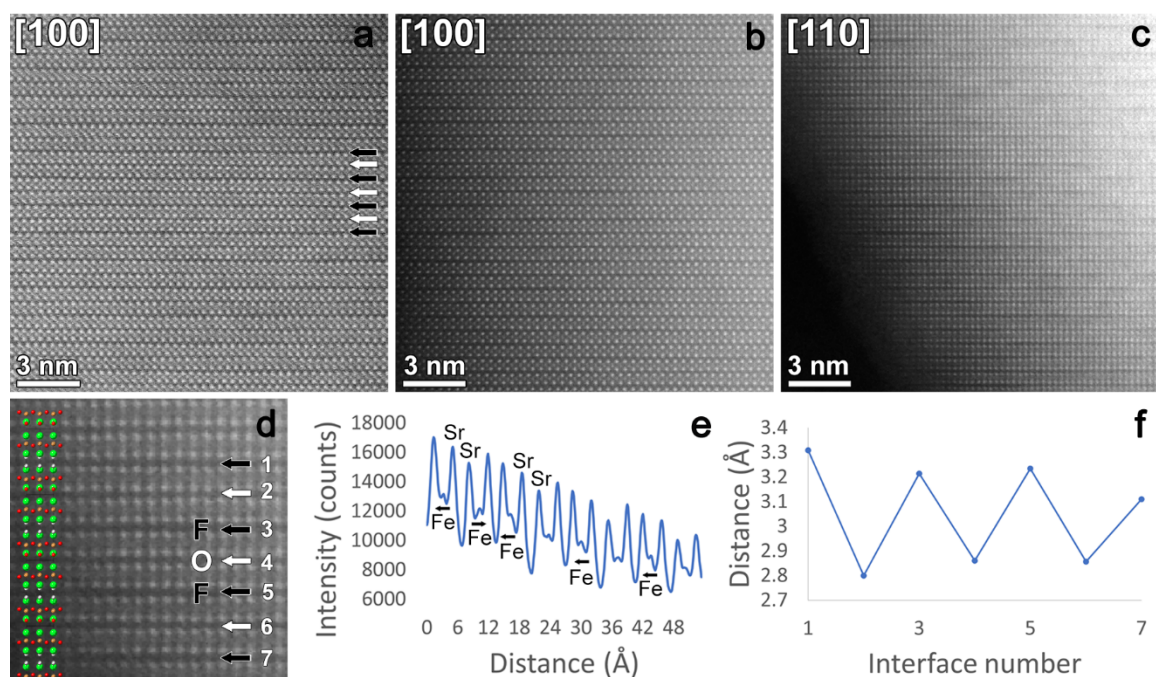 [100]
a
3 nm
[100]
b
3 nm
[110]
c
3 nm
d
1
2
F 3
O 4
F 5
6
7
e
Intensity (counts)
18000
16000
14000
12000
10000
8000
6000
Sr
Sr
Sr
Sr
Fe
Fe
Fe
Fe
Fe
0 6 12 18 24 30 36 42 48
Distance (Å)
f
Distance (Å)
3.4
3.3
3.2
3.1
3
2.9
2.8
2.7
1 3 5 7
Interface number